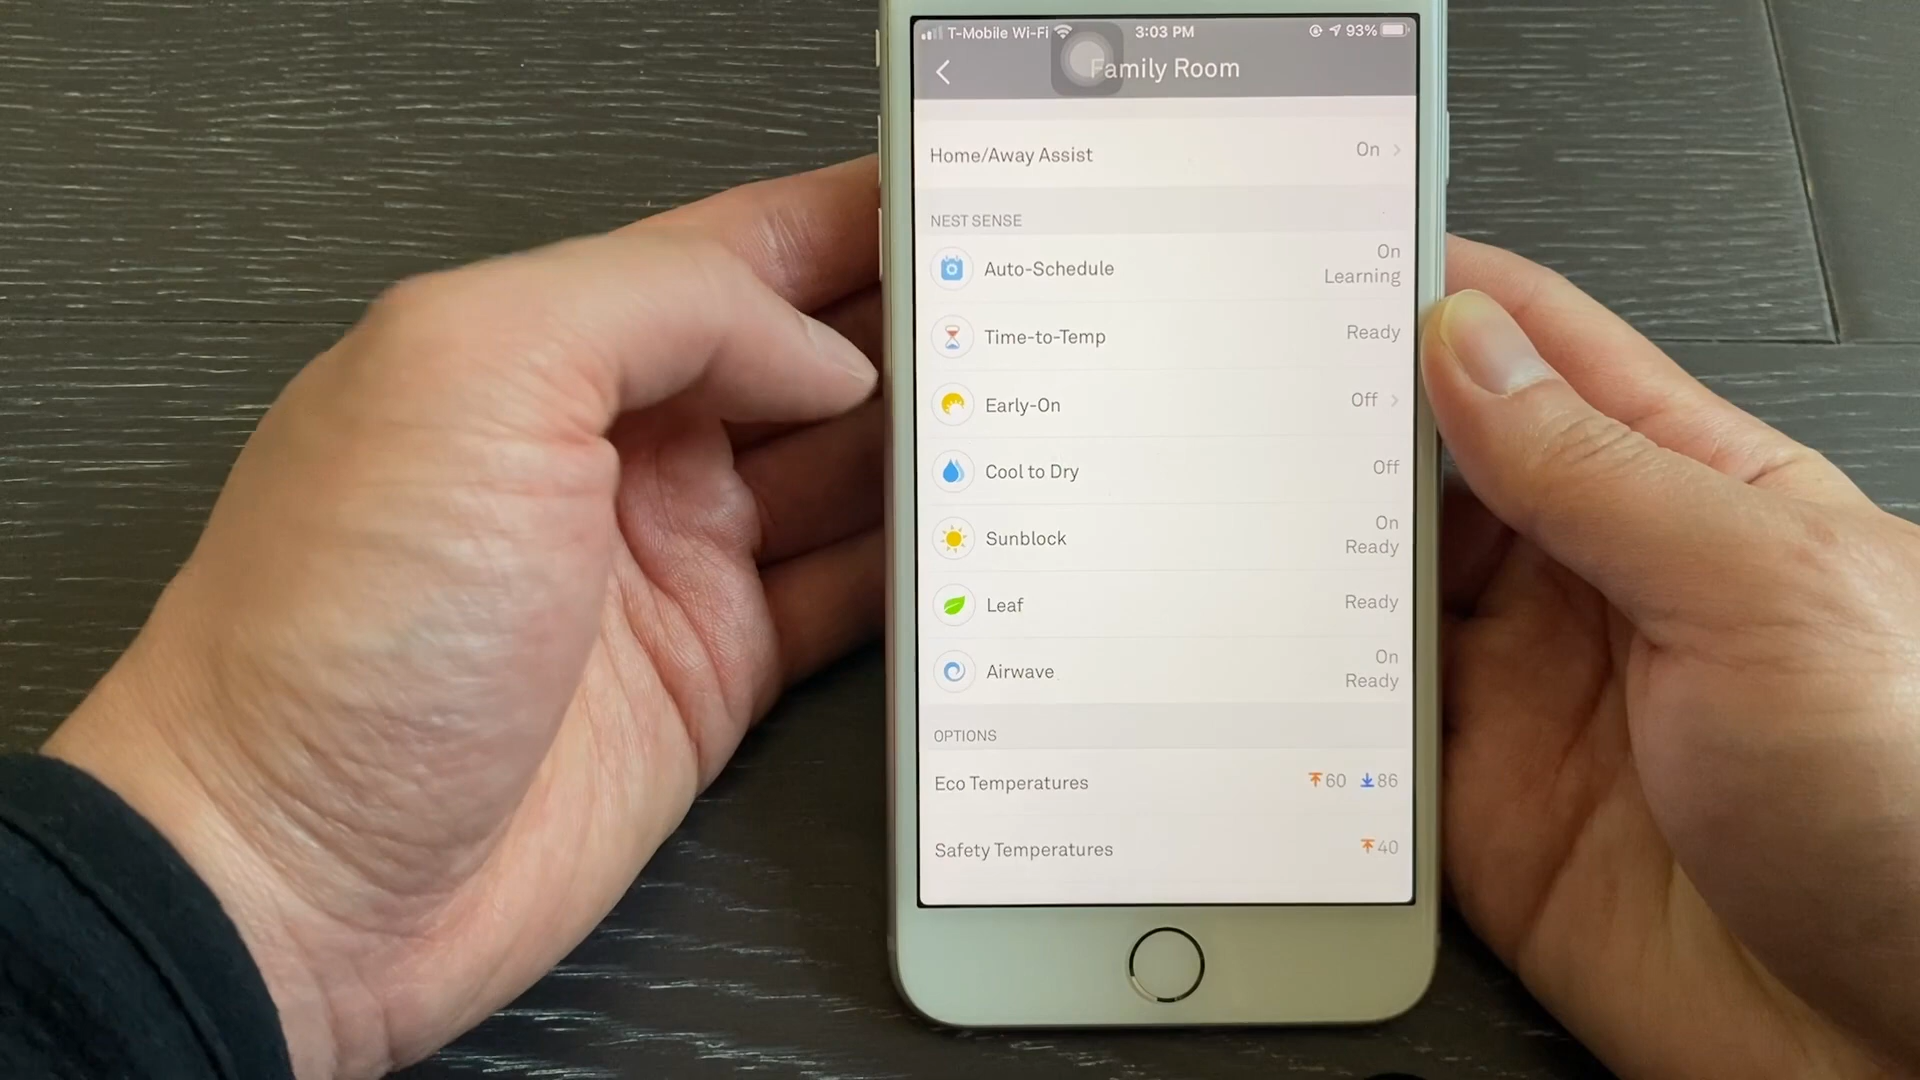 T-Mobile Wi-Fi 3:03 PM 93%
Family Room
Home/Away Assist On
NEST SENSE
Auto-Schedule On
Learning
Time-to-Temp Ready
Early-On Off
Cool to Dry Off
Sunblock On
Ready
Leaf Ready
Airwave On
Ready
OPTIONS
Eco Temperatures 60 86
Safety Temperatures 40